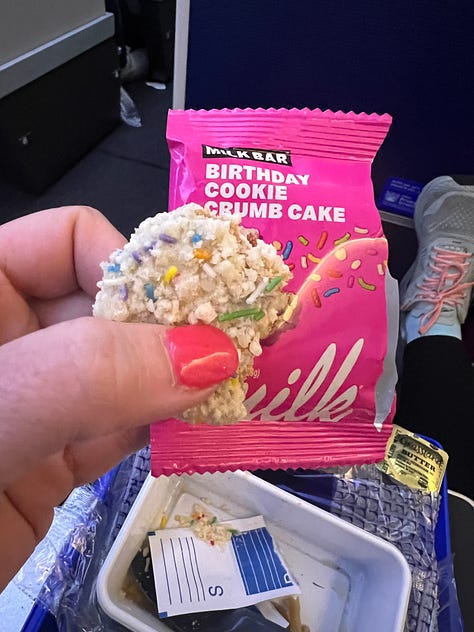 MILK BAR
BIRTHDAY
COOKIE
CRUMB CAKE
milk
BUTTER
S